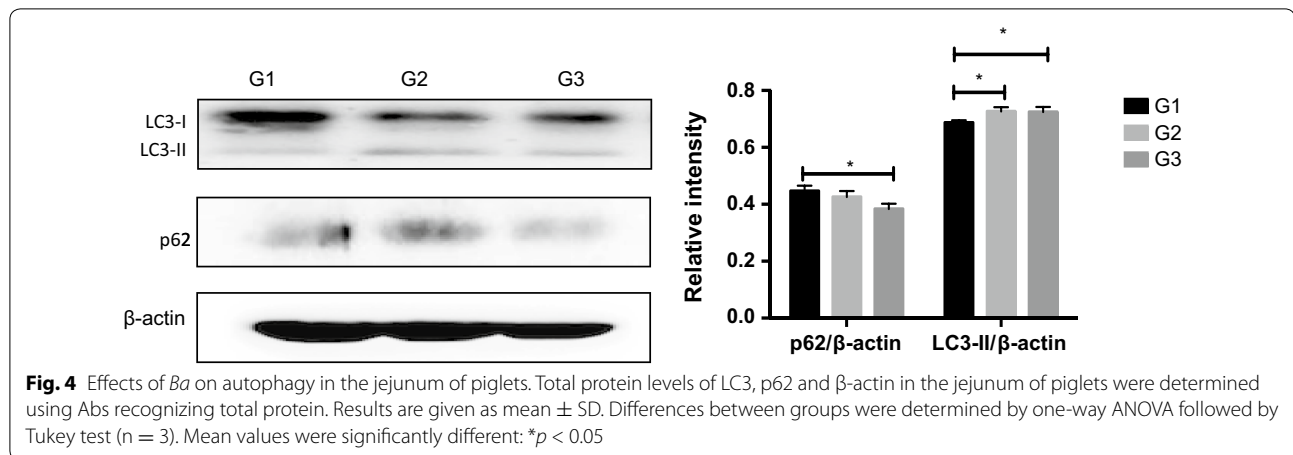 G1 G2 G3
LC3-I
LC3-II
p62
β-actin
*
*
*
Relative intensity
0.8
0.6
0.4
0.2
0.0
p62/β-actin LC3-II/β-actin
G1
G2
G3
Fig. 4 Effects of Ba on autophagy in the jejunum of piglets. Total protein levels of LC3, p62 and β-actin in the jejunum of piglets were determined
using Abs recognizing total protein. Results are given as mean ± SD. Differences between groups were determined by one-way ANOVA followed by
Tukey test (n = 3). Mean values were significantly different: *p < 0.05